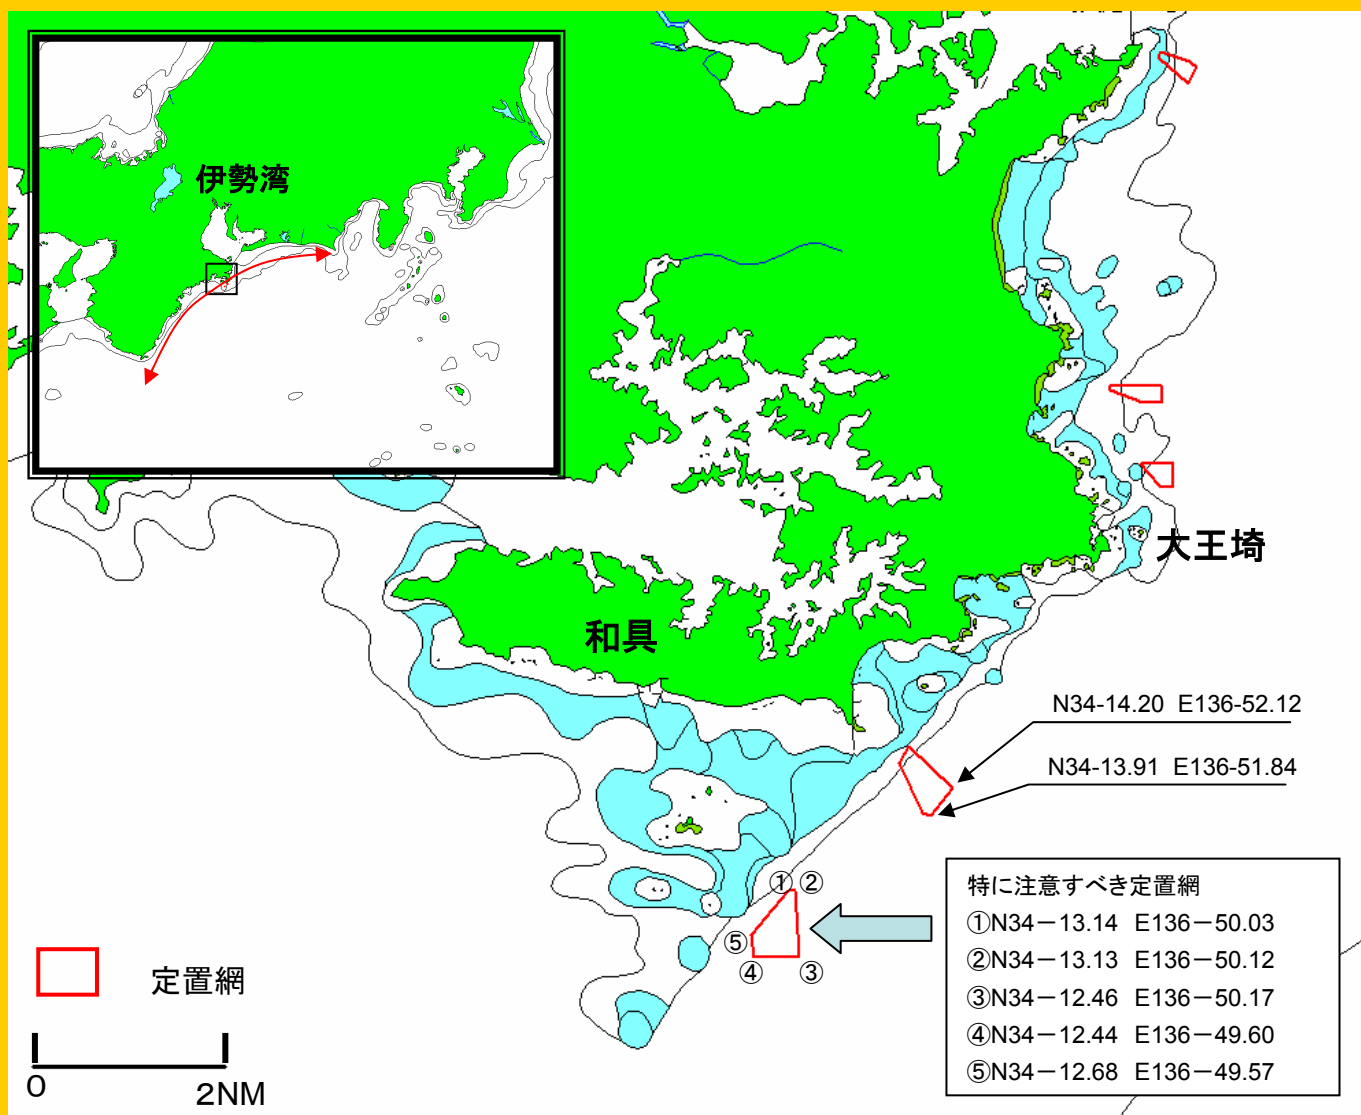 伊勢湾
大王埼
和具
N34-14.20 E136-52.12
N34-13.91 E136-51.84
① ②
⑤
④ ③
特に注意すべき定置網
①N34－13.14 E136－50.03
②N34－13.13 E136－50.12
③N34－12.46 E136－50.17
④N34－12.44 E136－49.60
⑤N34－12.68 E136－49.57
定置網
0 2NM